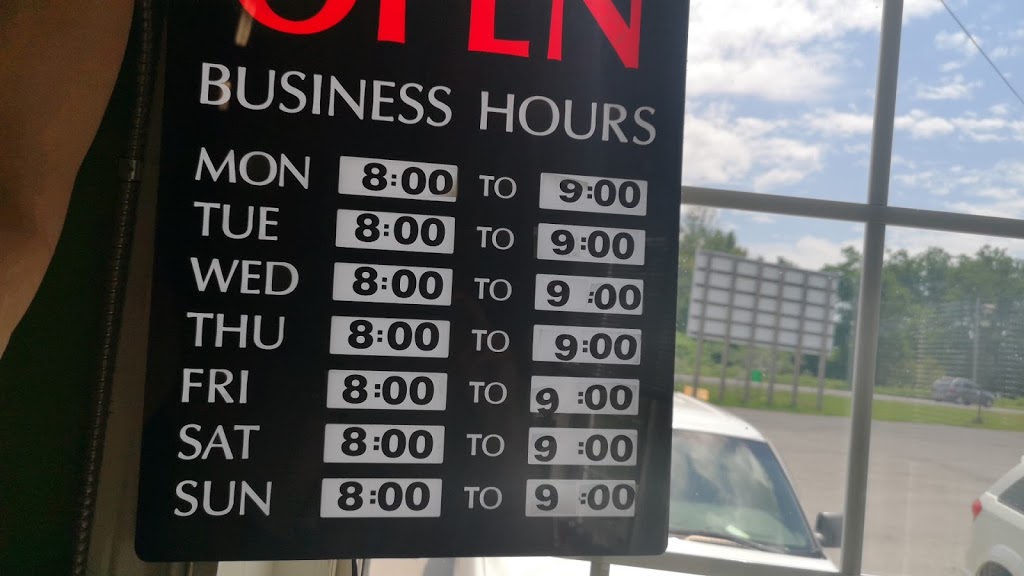 OPEN
BUSINESS HOURS
MON 8:00 TO 9:00
TUE 8:00 TO 9:00
WED 8:00 TO 9 :00
THU 8:00 TO 9:00
FRI 8:00 TO 9 :00
SAT 8:00 TO 9 :00
SUN 8:00 TO 9 :00